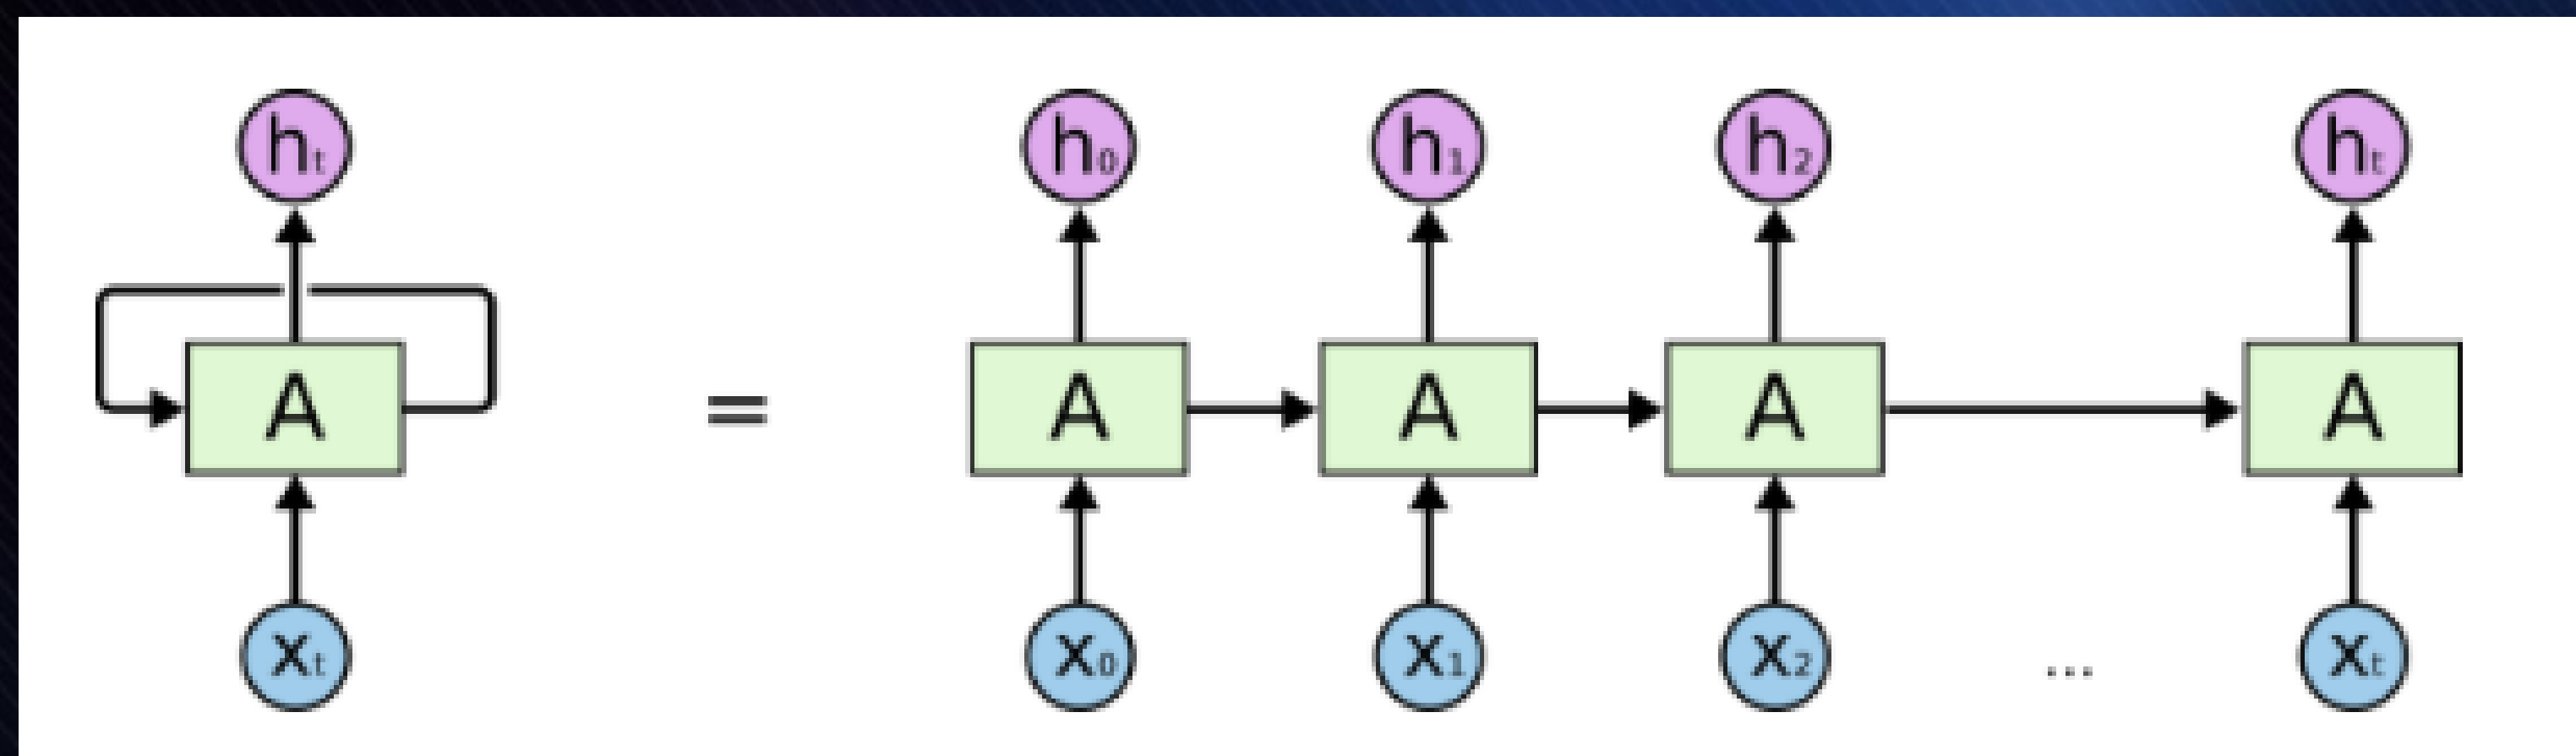 ht h0 h1 h2 ht
A = A A A A
xt x0 x1 x2 ... xt